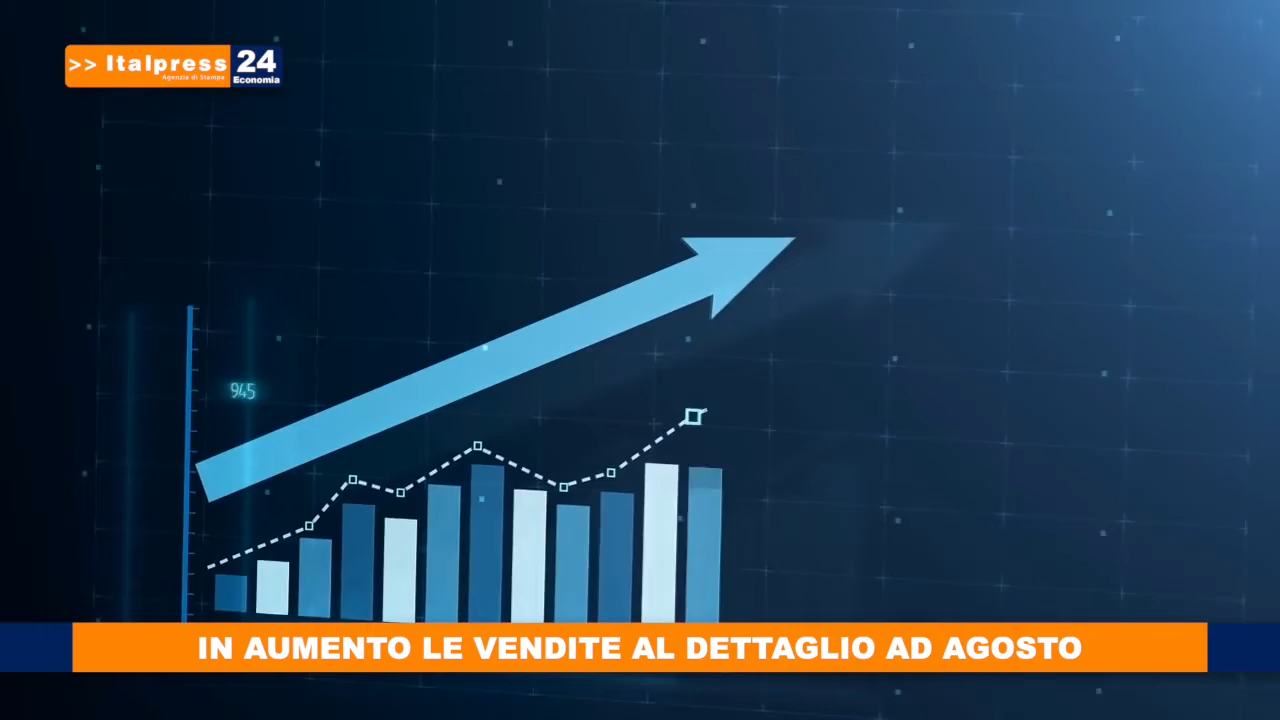 >> Italpress 24
Agenzia di Stampa Economia
945
IN AUMENTO LE VENDITE AL DETTAGLIO AD AGOSTO